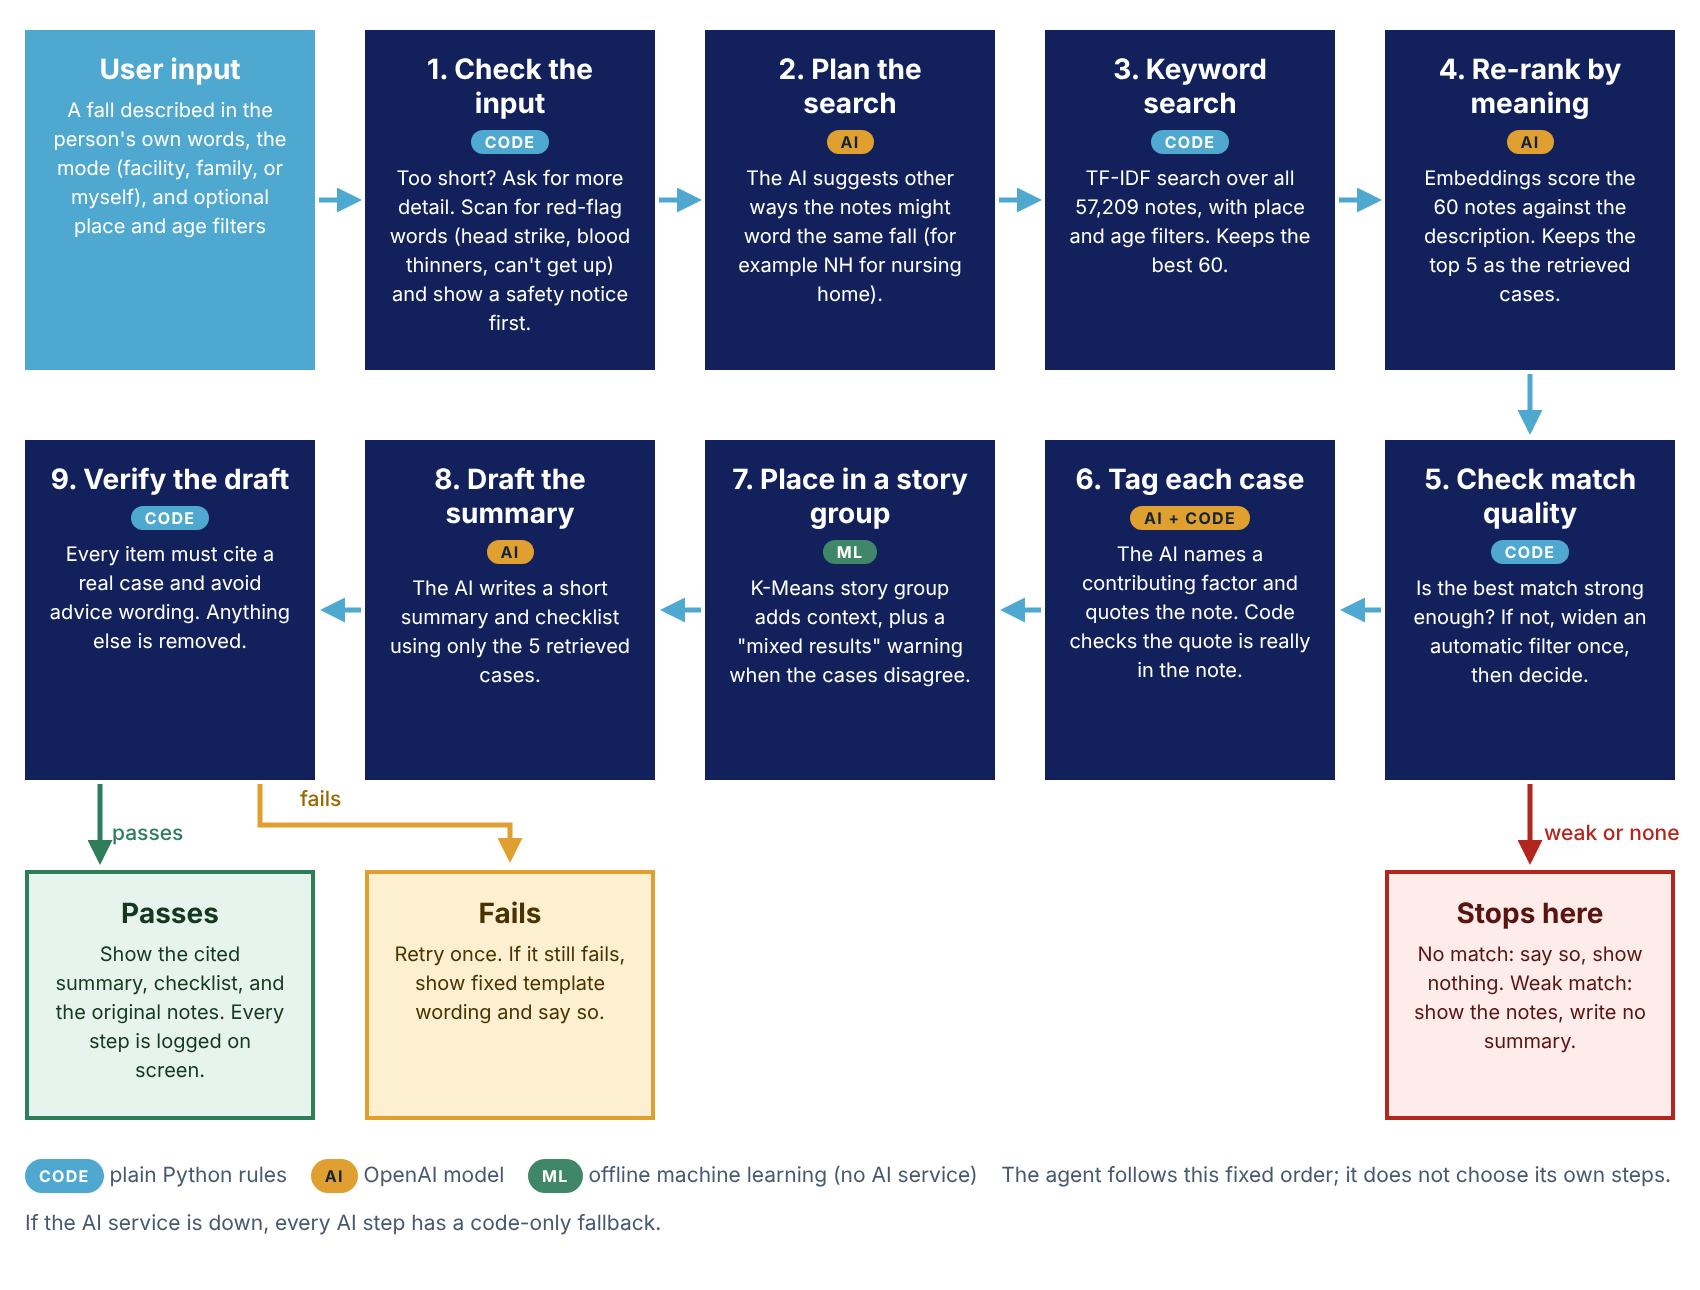 User input
A fall described in the
person's own words, the
mode (facility, family, or
myself), and optional
place and age filters
1. Check the
input
CODE
Too short? Ask for more
detail. Scan for red-flag
words (head strike, blood
thinners, can't get up)
and show a safety notice
first.
2. Plan the
search
AI
The AI suggests other
ways the notes might
word the same fall (for
example NH for nursing
home).
3. Keyword
search
CODE
TF-IDF search over all
57,209 notes, with place
and age filters. Keeps the
best 60.
4. Re-rank by
meaning
AI
Embeddings score the
60 notes against the
description. Keeps the
top 5 as the retrieved
cases.
5. Check match
quality
CODE
Is the best match strong
enough? If not, widen an
automatic filter once,
then decide.
6. Tag each case
AI + CODE
The AI names a
contributing factor and
quotes the note. Code
checks the quote is really
in the note.
7. Place in a story
group
ML
K-Means story group
adds context, plus a
"mixed results" warning
when the cases disagree.
8. Draft the
summary
AI
The AI writes a short
summary and checklist
using only the 5 retrieved
cases.
9. Verify the draft
CODE
Every item must cite a
real case and avoid
advice wording. Anything
else is removed.
passes
fails
weak or none
Passes
Show the cited
summary, checklist, and
the original notes. Every
step is logged on
screen.
Fails
Retry once. If it still fails,
show fixed template
wording and say so.
Stops here
No match: say so, show
nothing. Weak match:
show the notes, write no
summary.
CODE plain Python rules AI OpenAI model ML offline machine learning (no AI service) The agent follows this fixed order; it does not choose its own steps.
If the AI service is down, every AI step has a code-only fallback.